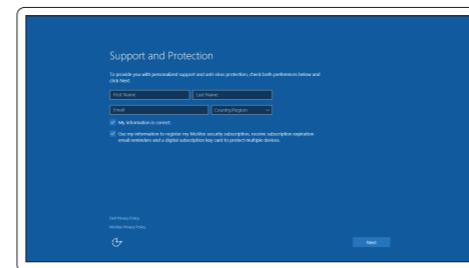 Support and Protection
To provide you with personalized support and anti-virus protection, check both preferences below and
click Next.
First Name
Last Name
Email
Country/Region
My information is correct.
Use my information to register my McAfee security subscription, receive subscription expiration
email reminders and a digital subscription key card to protect multiple devices.
Dell Privacy Policy
McAfee Privacy Policy
Next